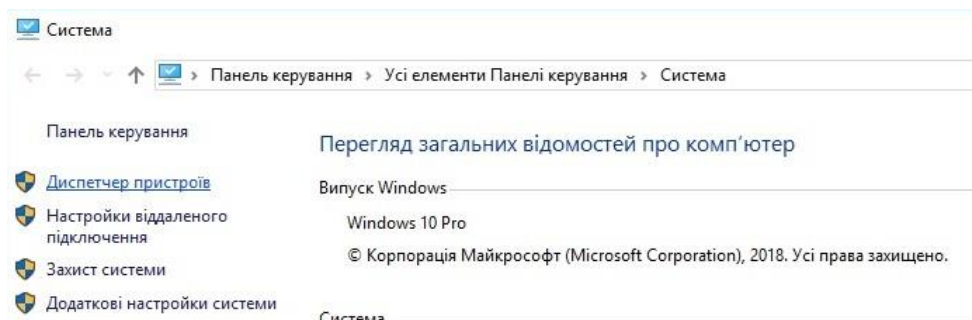 Система
Панель керування › Усі елементи Панелі керування › Система
Панель керування
Диспетчер пристроїв
Настройки віддаленого
підключення
Захист системи
Додаткові настройки системи
Перегляд загальних відомостей про комп'ютер
Випуск Windows
Windows 10 Pro
© Корпорація Майкрософт (Microsoft Corporation), 2018. Усі права захищено.
Система